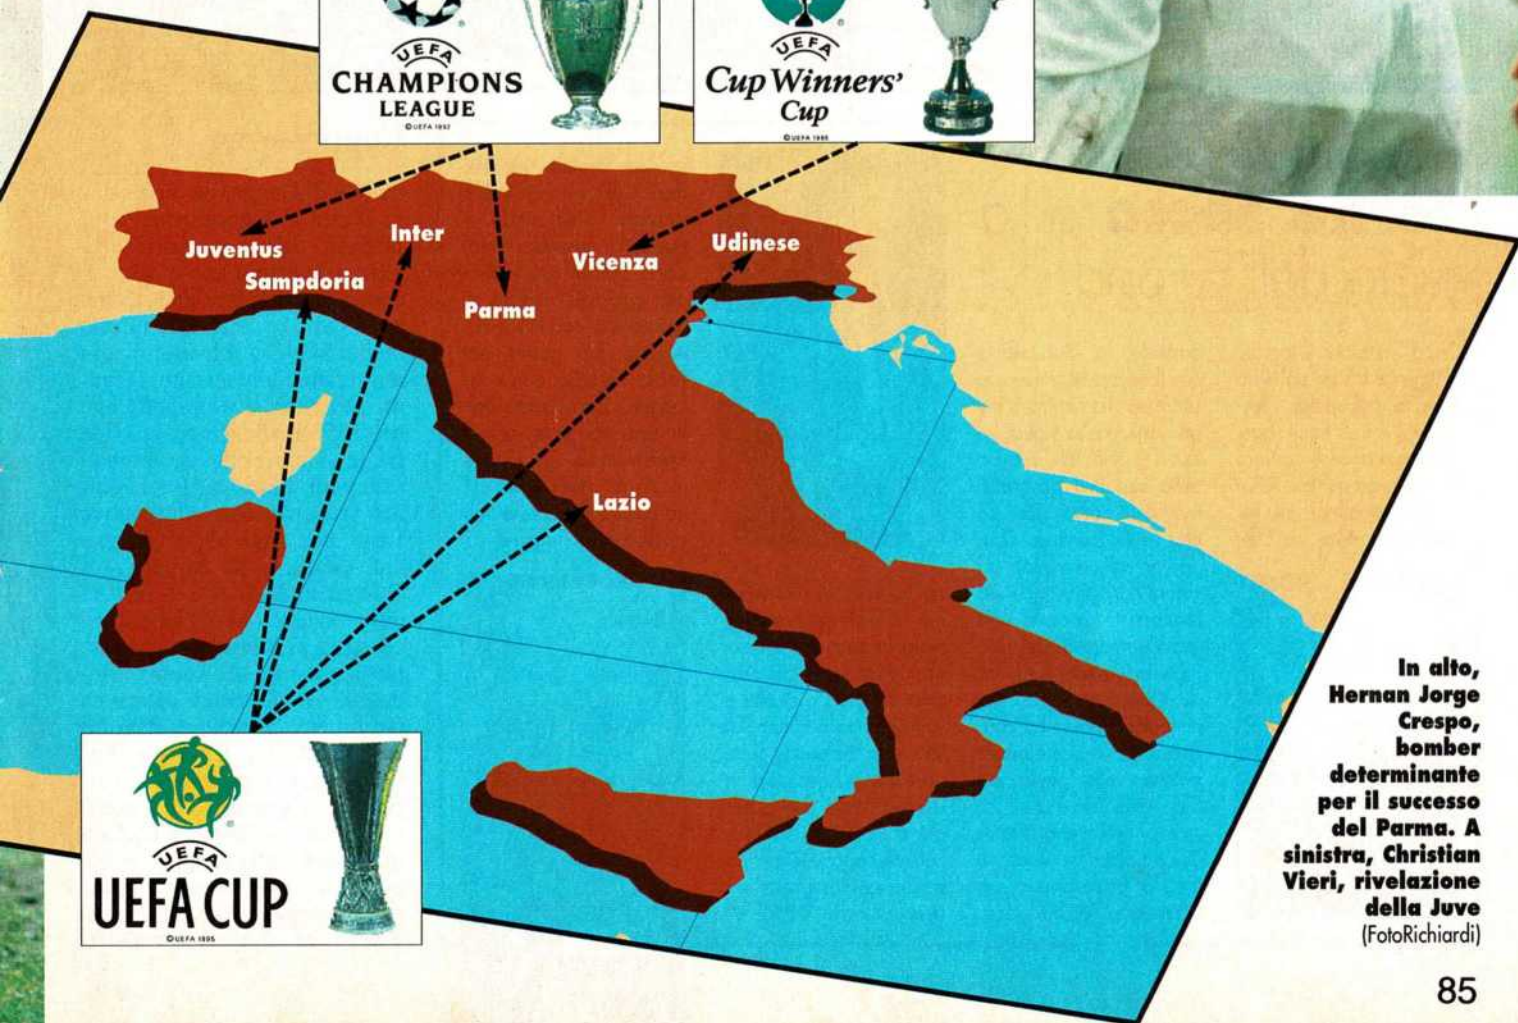 UEFA
CHAMPIONS
LEAGUE
©UEFA 1992
UEFA
Cup Winners'
Cup
©UEFA 1995
Juventus
Inter
Udinese
Vicenza
Sampdoria
Parma
Lazio
UEFA
UEFA CUP
©UEFA 1995
In alto,
Hernan Jorge
Crespo,
bomber
determinante
per il successo
del Parma. A
sinistra, Christian
Vieri, rivelazione
della Juve
(FotoRichiardi)
85